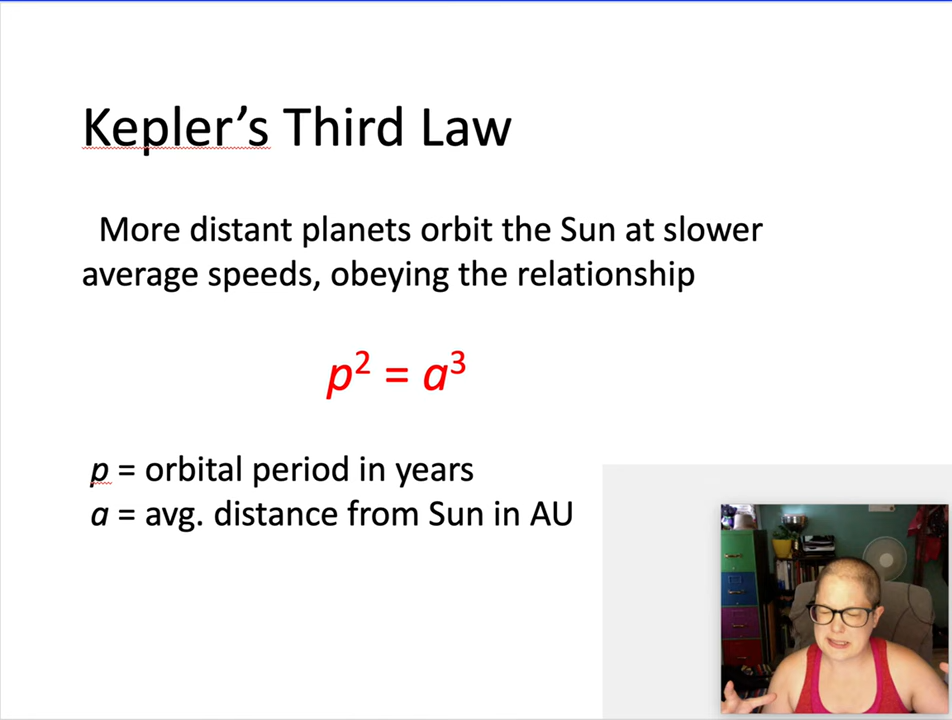 Kepler’s Third Law
More distant planets orbit the Sun at slower
average speeds, obeying the relationship
p² = a³
p = orbital period in years
a = avg. distance from Sun in AU